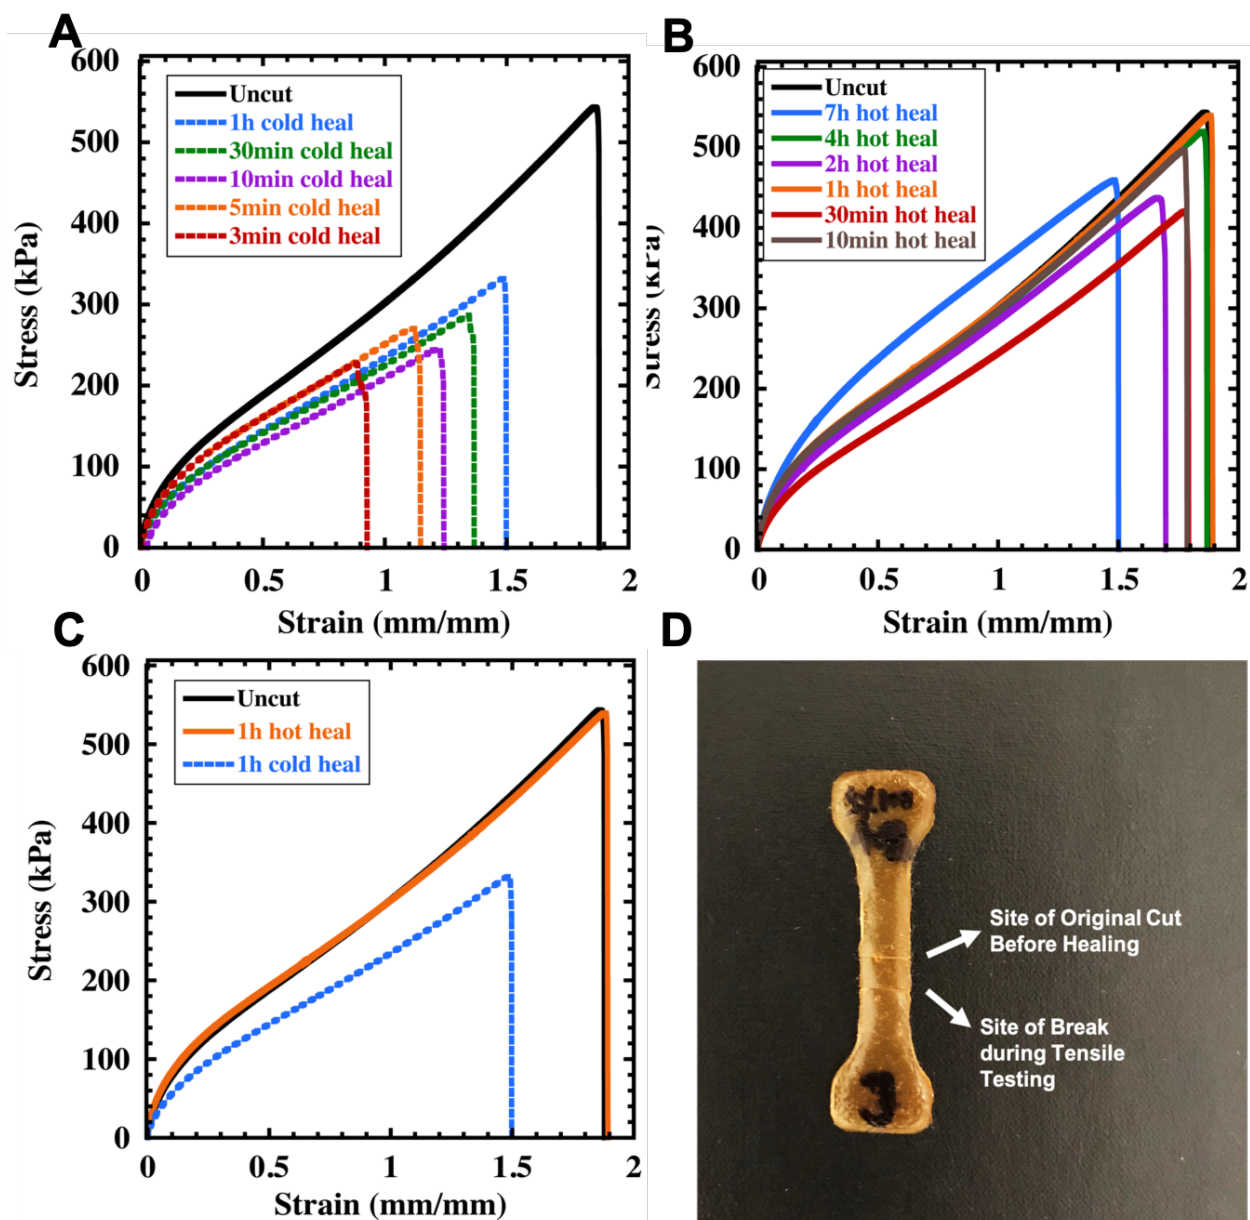 A
600
500
400
300
200
100
0
Stress (kPa)
Uncut
1h cold heal
30min cold heal
10min cold heal
5min cold heal
3min cold heal
0 0.5 1 1.5 2
Strain (mm/mm)
B
600
500
400
300
200
100
0
Stress (kPa)
Uncut
7h hot heal
4h hot heal
2h hot heal
1h hot heal
30min hot heal
10min hot heal
0 0.5 1 1.5 2
Strain (mm/mm)
C
600
500
400
300
200
100
0
Stress (kPa)
Uncut
1h hot heal
1h cold heal
0 0.5 1 1.5 2
Strain (mm/mm)
D
Site of Original Cut
Before Healing
Site of Break
during Tensile
Testing